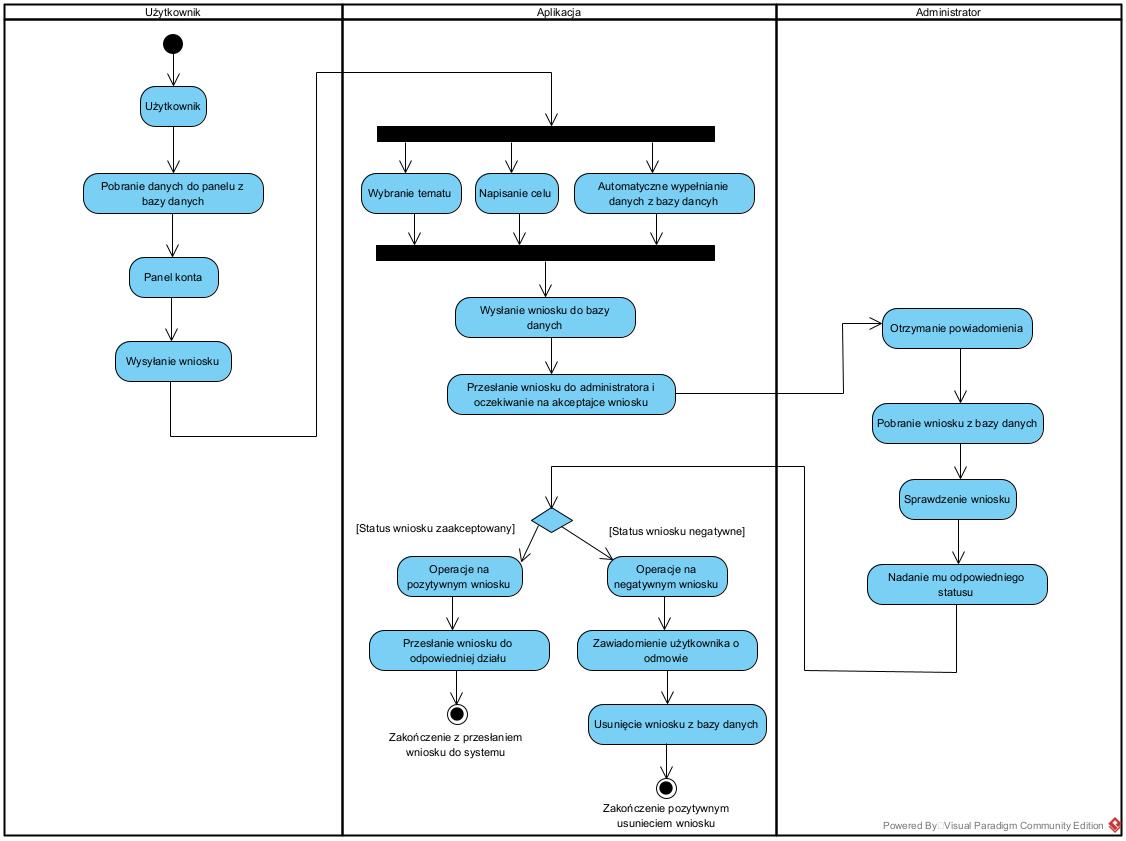 Użytkownik
Aplikacja
Administrator
Użytkownik
Pobranie danych do panelu z
bazy danych
Panel konta
Wysyłanie wniosku
Wybranie tematu
Napisanie celu
Automatyczne wypełnianie
danych z bazy dancyh
Wysłanie wniosku do bazy
danych
Przesłanie wniosku do administratora i
oczekiwanie na akceptajce wniosku
Otrzymanie powiadomienia
Pobranie wniosku z bazy danych
Sprawdzenie wniosku
Nadanie mu odpowiedniego
statusu
[Status wniosku zaakceptowany]
[Status wniosku negatywne]
Operacje na
pozytywnym wniosku
Operacje na
negatywnym wniosku
Przesłanie wniosku do
odpowiedniej działu
Zawiadomienie użytkownika o
odmowie
Usunięcie wniosku z bazy danych
Zakończenie z przesłaniem
wniosku do systemu
Zakończenie pozytywnym
usunieciem wniosku
Powered By Visual Paradigm Community Edition